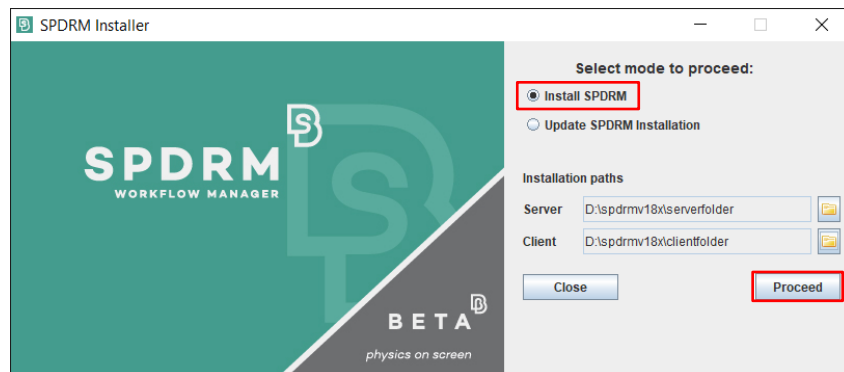 SPDRM Installer
SPDRM
WORKFLOW MANAGER
BETA
physics on screen
Select mode to proceed:
Install SPDRM
Update SPDRM Installation
Installation paths
Server D:\spdrmv18x\serverfolder
Client D:\spdrmv18x\clientfolder
Close Proceed